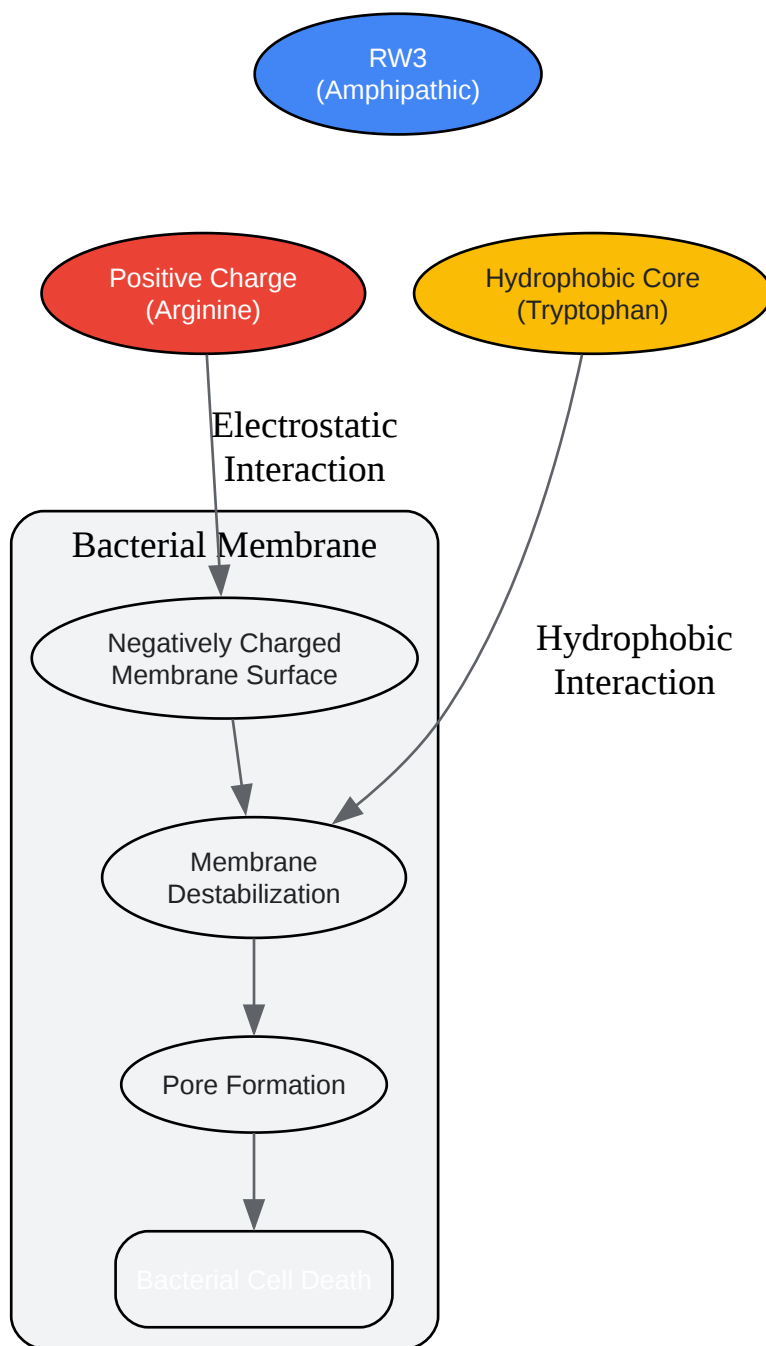 RW3
(Amphipathic)
Positive Charge
(Arginine)
Hydrophobic Core
(Tryptophan)
Electrostatic
Interaction
Bacterial Membrane
Negatively Charged
Membrane Surface
Hydrophobic
Interaction
Membrane
Destabilization
Pore Formation
Bacterial Cell Death